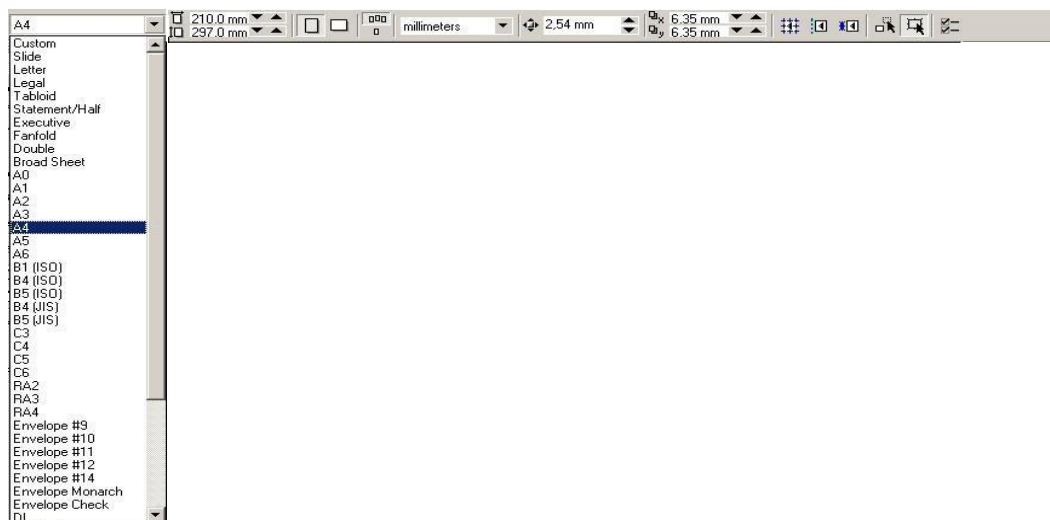 A4
210.0 mm
297.0 mm
millimeters
2,54 mm
x 6.35 mm
y 6.35 mm
Custom
Slide
Letter
Legal
Tabloid
Statement/Half
Executive
Fanfold
Double
Broad Sheet
A0
A1
A2
A3
A4
A5
A6
B1 (ISO)
B4 (ISO)
B5 (ISO)
B4 (JIS)
B5 (JIS)
C3
C4
C5
C6
RA2
RA3
RA4
Envelope #9
Envelope #10
Envelope #11
Envelope #12
Envelope #14
Envelope Monarch
Envelope Check